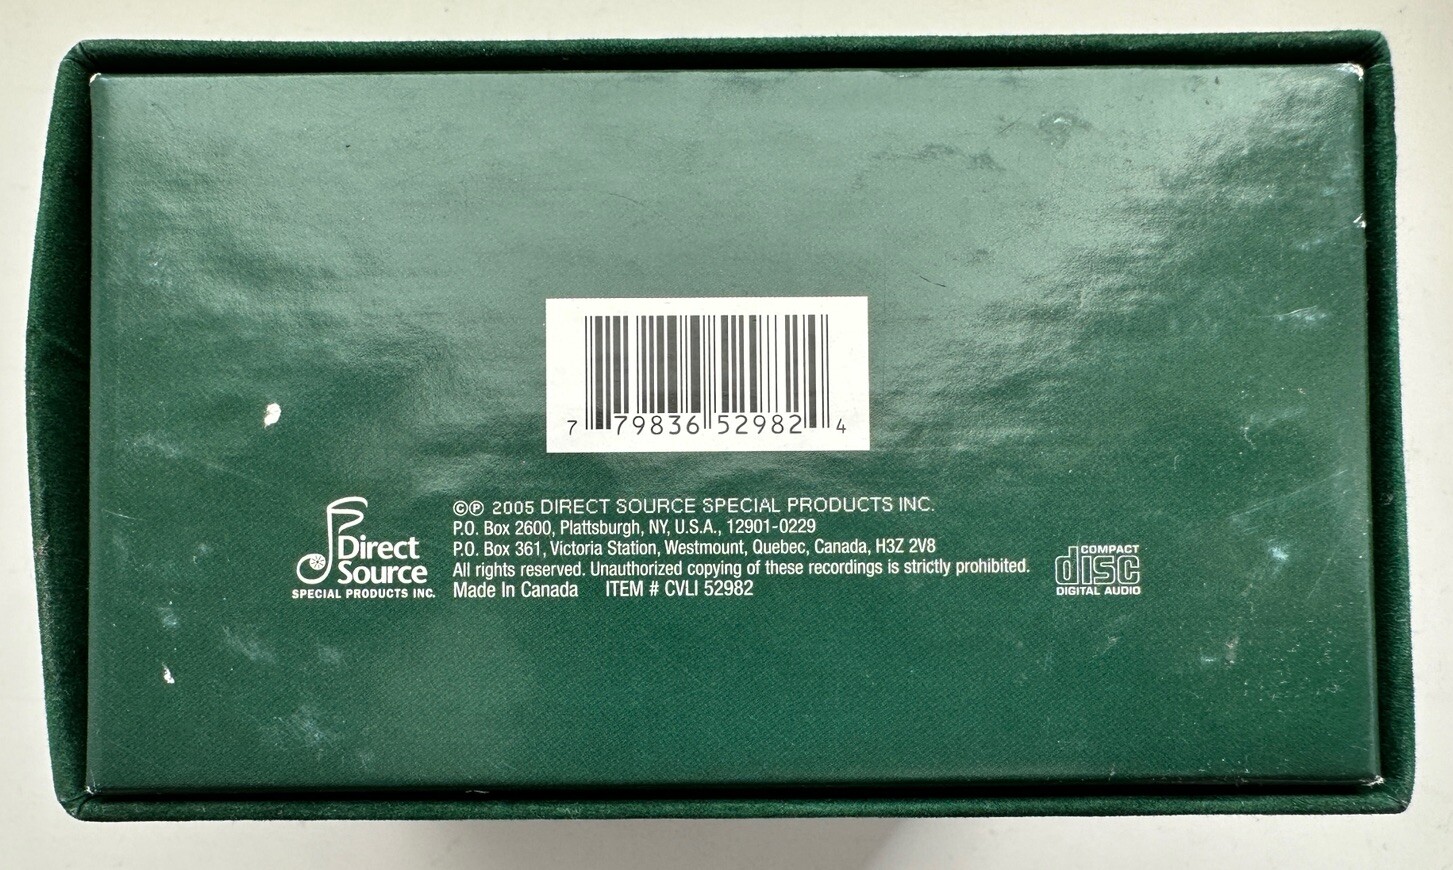 7 79836 52982 4
Direct
Source
SPECIAL PRODUCTS INC.
©℗ 2005 DIRECT SOURCE SPECIAL PRODUCTS INC.
P.O. Box 2600, Plattsburgh, NY, U.S.A., 12901-0229
P.O. Box 361, Victoria Station, Westmount, Quebec, Canada, H3Z 2V8
All rights reserved. Unauthorized copying of these recordings is strictly prohibited.
Made In Canada ITEM # CVLI 52982
COMPACT
disc
DIGITAL AUDIO